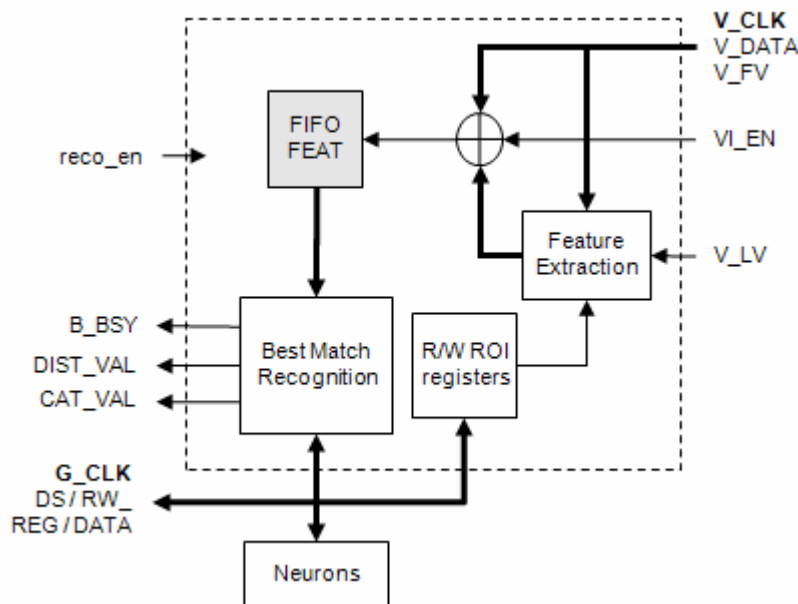 V_CLK
V_DATA
V_FV
FIFO
FEAT
VI_EN
reco_en
Feature
Extraction
V_LV
B_BSY
DIST_VAL
CAT_VAL
Best Match
Recognition
R/W ROI
registers
G_CLK
DS / RW_
REG / DATA
Neurons